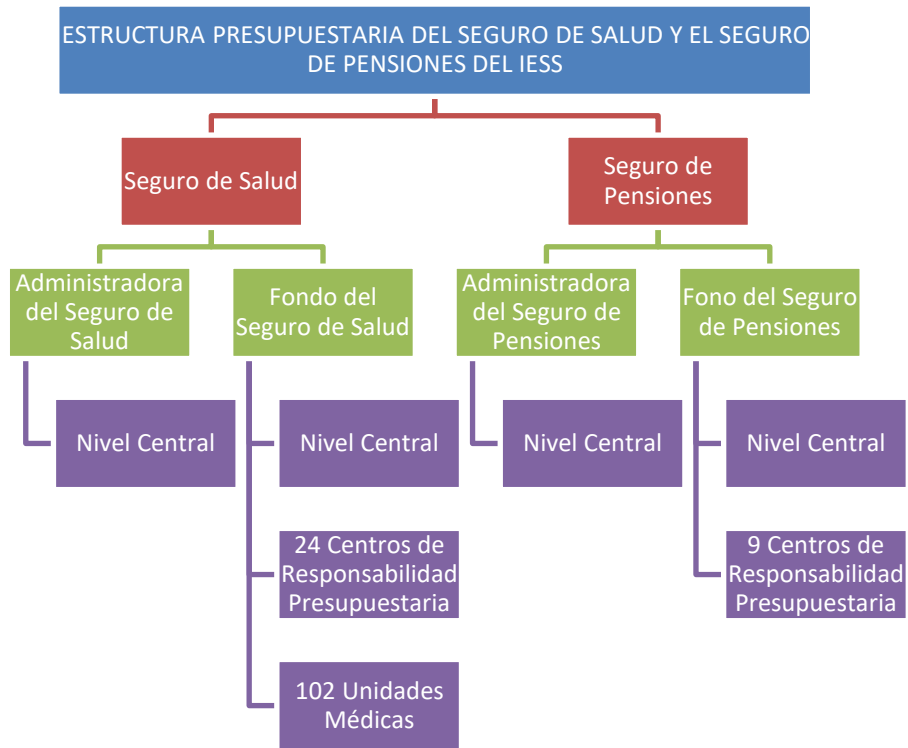 ESTRUCTURA PRESUPUESTARIA DEL SEGURO DE SALUD Y EL SEGURO
DE PENSIONES DEL IESS
Seguro de Salud
Seguro de
Pensiones
Administradora
del Seguro de
Salud
Fondo del
Seguro de Salud
Administradora
del Seguro de
Pensiones
Fono del Seguro
de Pensiones
Nivel Central
Nivel Central
Nivel Central
Nivel Central
24 Centros de
Responsabilidad
Presupuestaria
9 Centros de
Responsabilidad
Presupuestaria
102 Unidades
Médicas